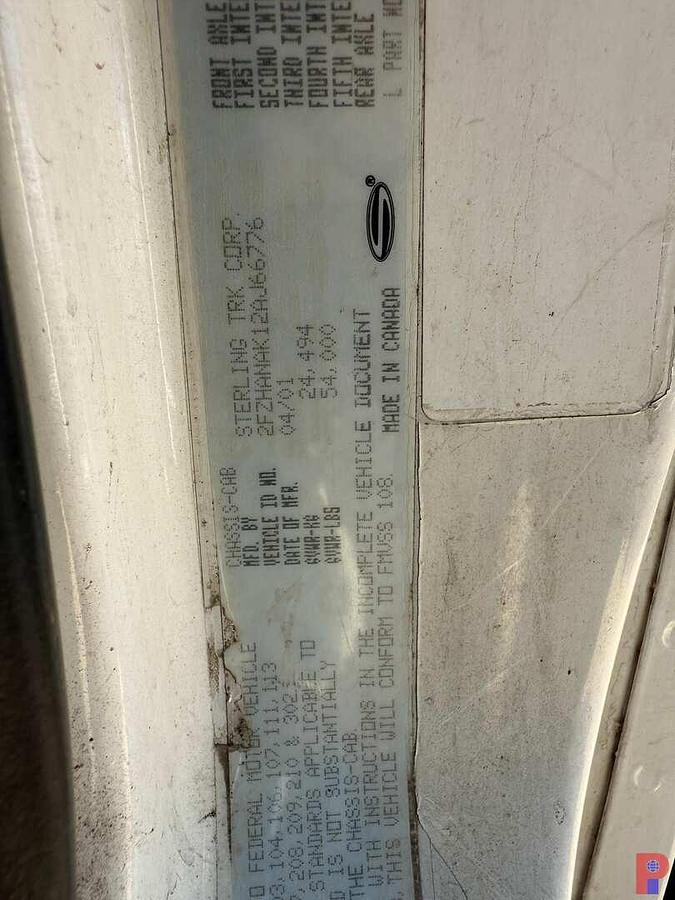 D FEDERAL MOTOR VEHICLE
03, 104, 106, 107, 111, 113
7, 208, 209, 210 & 302.
STANDARDS APPLICABLE TO
D IS NOT SUBSTANTIALLY
THE CHASSIS-CAB
WITH INSTRUCTIONS IN THE INCOMPLETE VEHICLE DOCUMENT
, THIS VEHICLE WILL CONFORM TO FMVSS 108.
CHASSIS-CAB
MFD. BY STERLING TRK CORP.
VEHICLE ID NO. 2FZHANAK12AJ66776
DATE OF MFR. 04/01
GVWR-KG 24,494
GVWR-LBS 54,000
MADE IN CANADA
FRONT AXLE
FIRST INTE
SECOND INTE
THIRD INTE
FOURTH INTE
FIFTH INTE
REAR AXLE
L PART NO